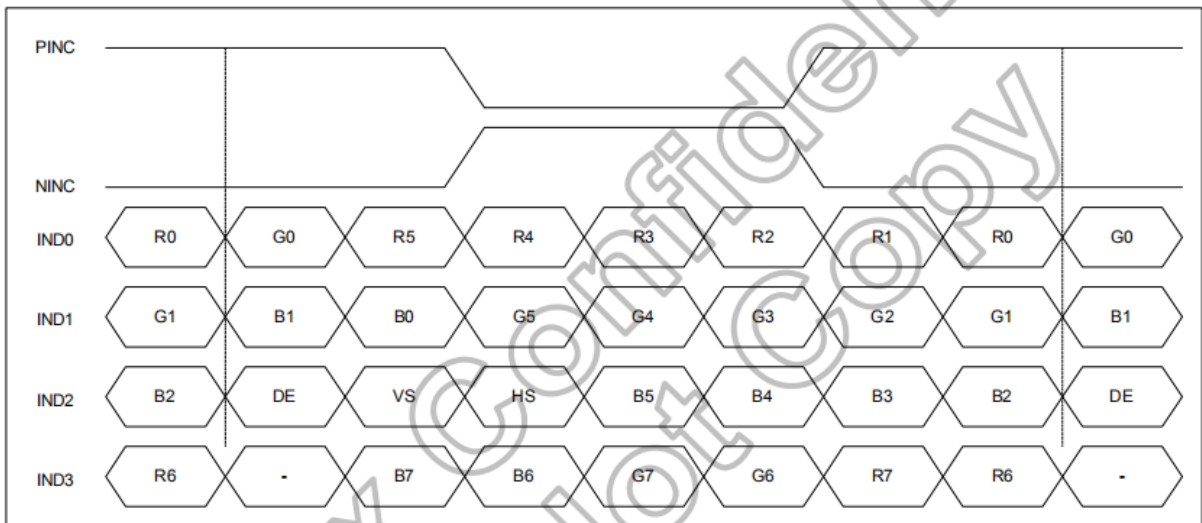 PINC
NINC
IND0 R0 G0 R5 R4 R3 R2 R1 R0 G0
IND1 G1 B1 B0 G5 G4 G3 G2 G1 B1
IND2 B2 DE VS HS B5 B4 B3 B2 DE
IND3 R6 - B7 B6 G7 G6 R7 R6 -
Confiden
Copy